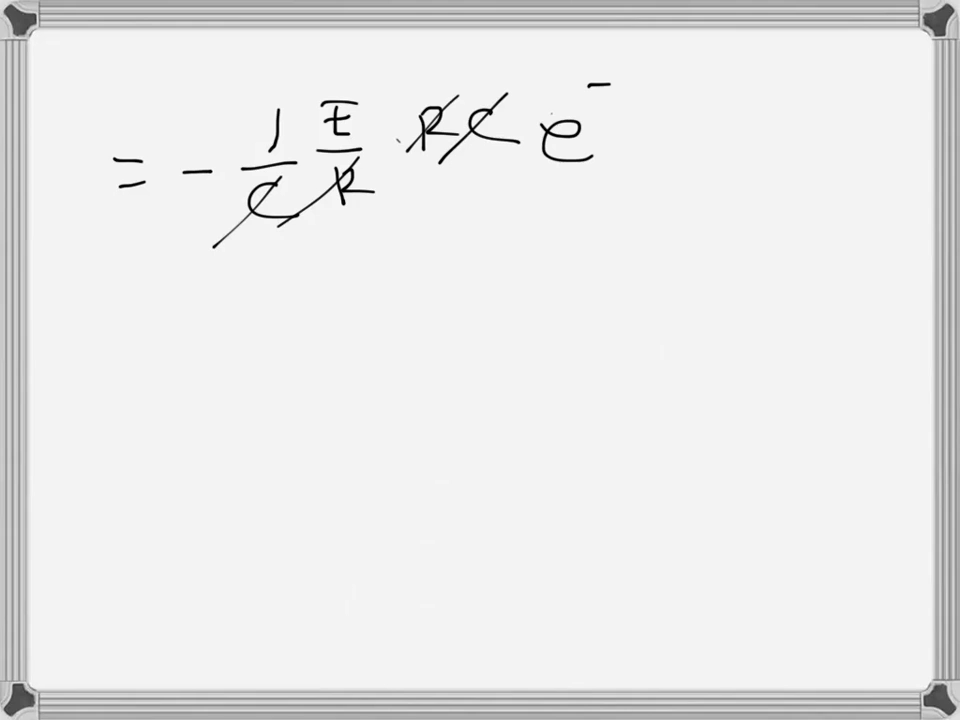 = - 1/C E/R · RC e^-